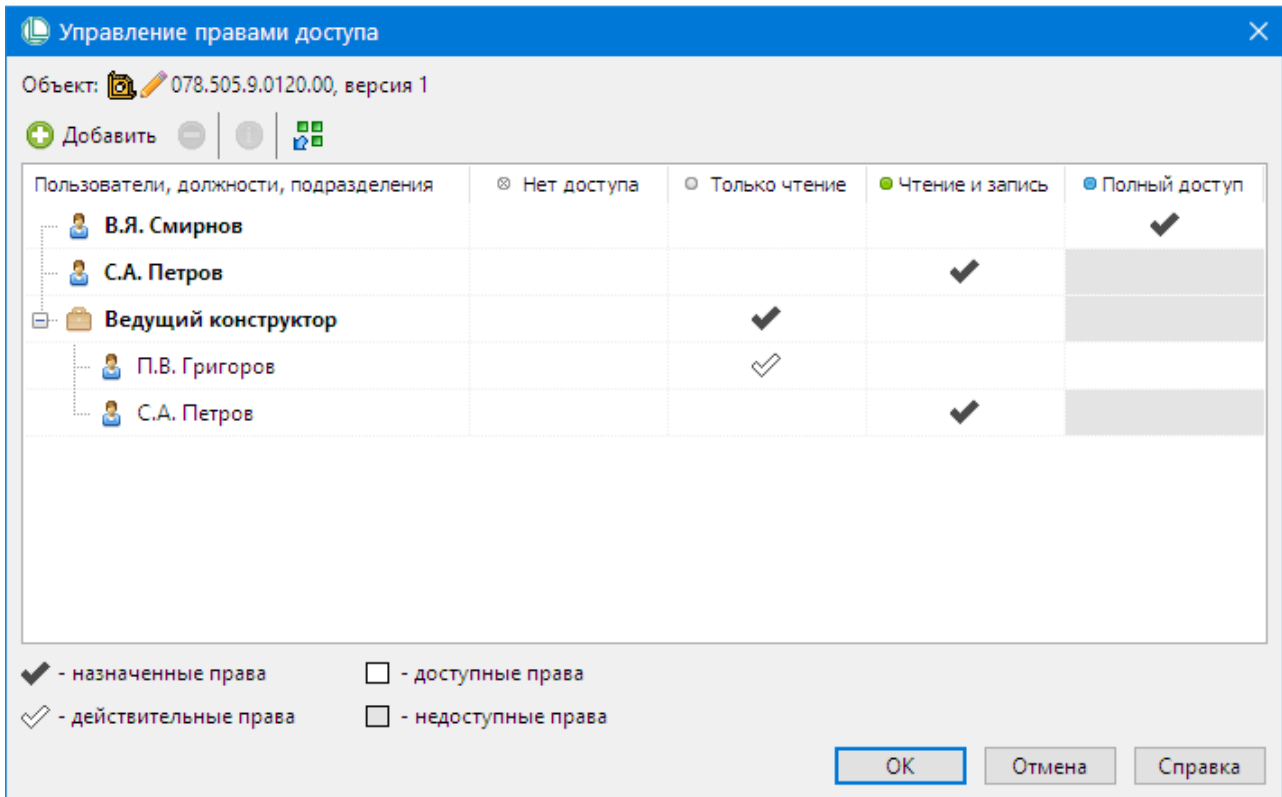 Управление правами доступа
Объект: 078.505.9.0120.00, версия 1
Добавить
Пользователи, должности, подразделения Нет доступа Только чтение Чтение и запись Полный доступ
В.Я. Смирнов
С.А. Петров
Ведущий конструктор
П.В. Григоров
С.А. Петров
- назначенные права - доступные права
- действительные права - недоступные права
ОК Отмена Справка